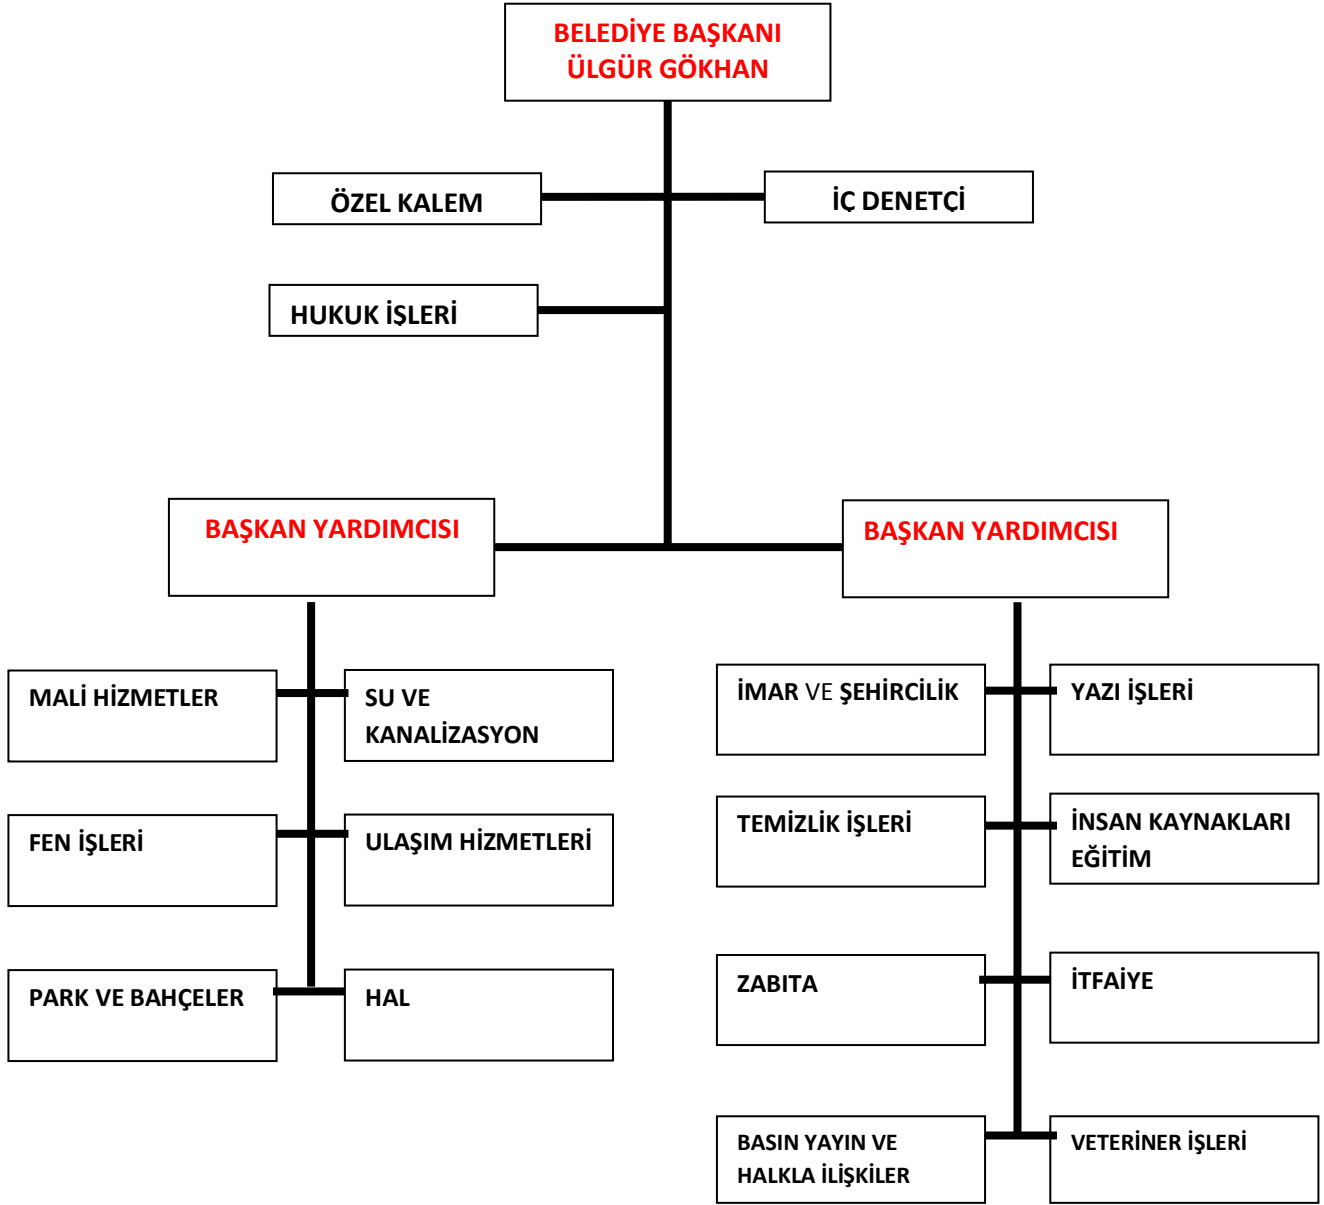 BELEDİYE BAŞKANI
ÜLGÜR GÖKHAN
ÖZEL KALEM
İÇ DENETÇİ
HUKUK İŞLERİ
BAŞKAN YARDIMCISI
BAŞKAN YARDIMCISI
MALİ HİZMETLER
SU VE
KANALİZASYON
İMAR VE ŞEHİRCİLİK
YAZI İŞLERİ
FEN İŞLERİ
ULAŞIM HİZMETLERİ
TEMİZLİK İŞLERİ
İNSAN KAYNAKLARI
EĞİTİM
PARK VE BAHÇELER
HAL
ZABITA
İTFAİYE
BASIN YAYIN VE
HALKLA İLİŞKİLER
VETERİNER İŞLERİ